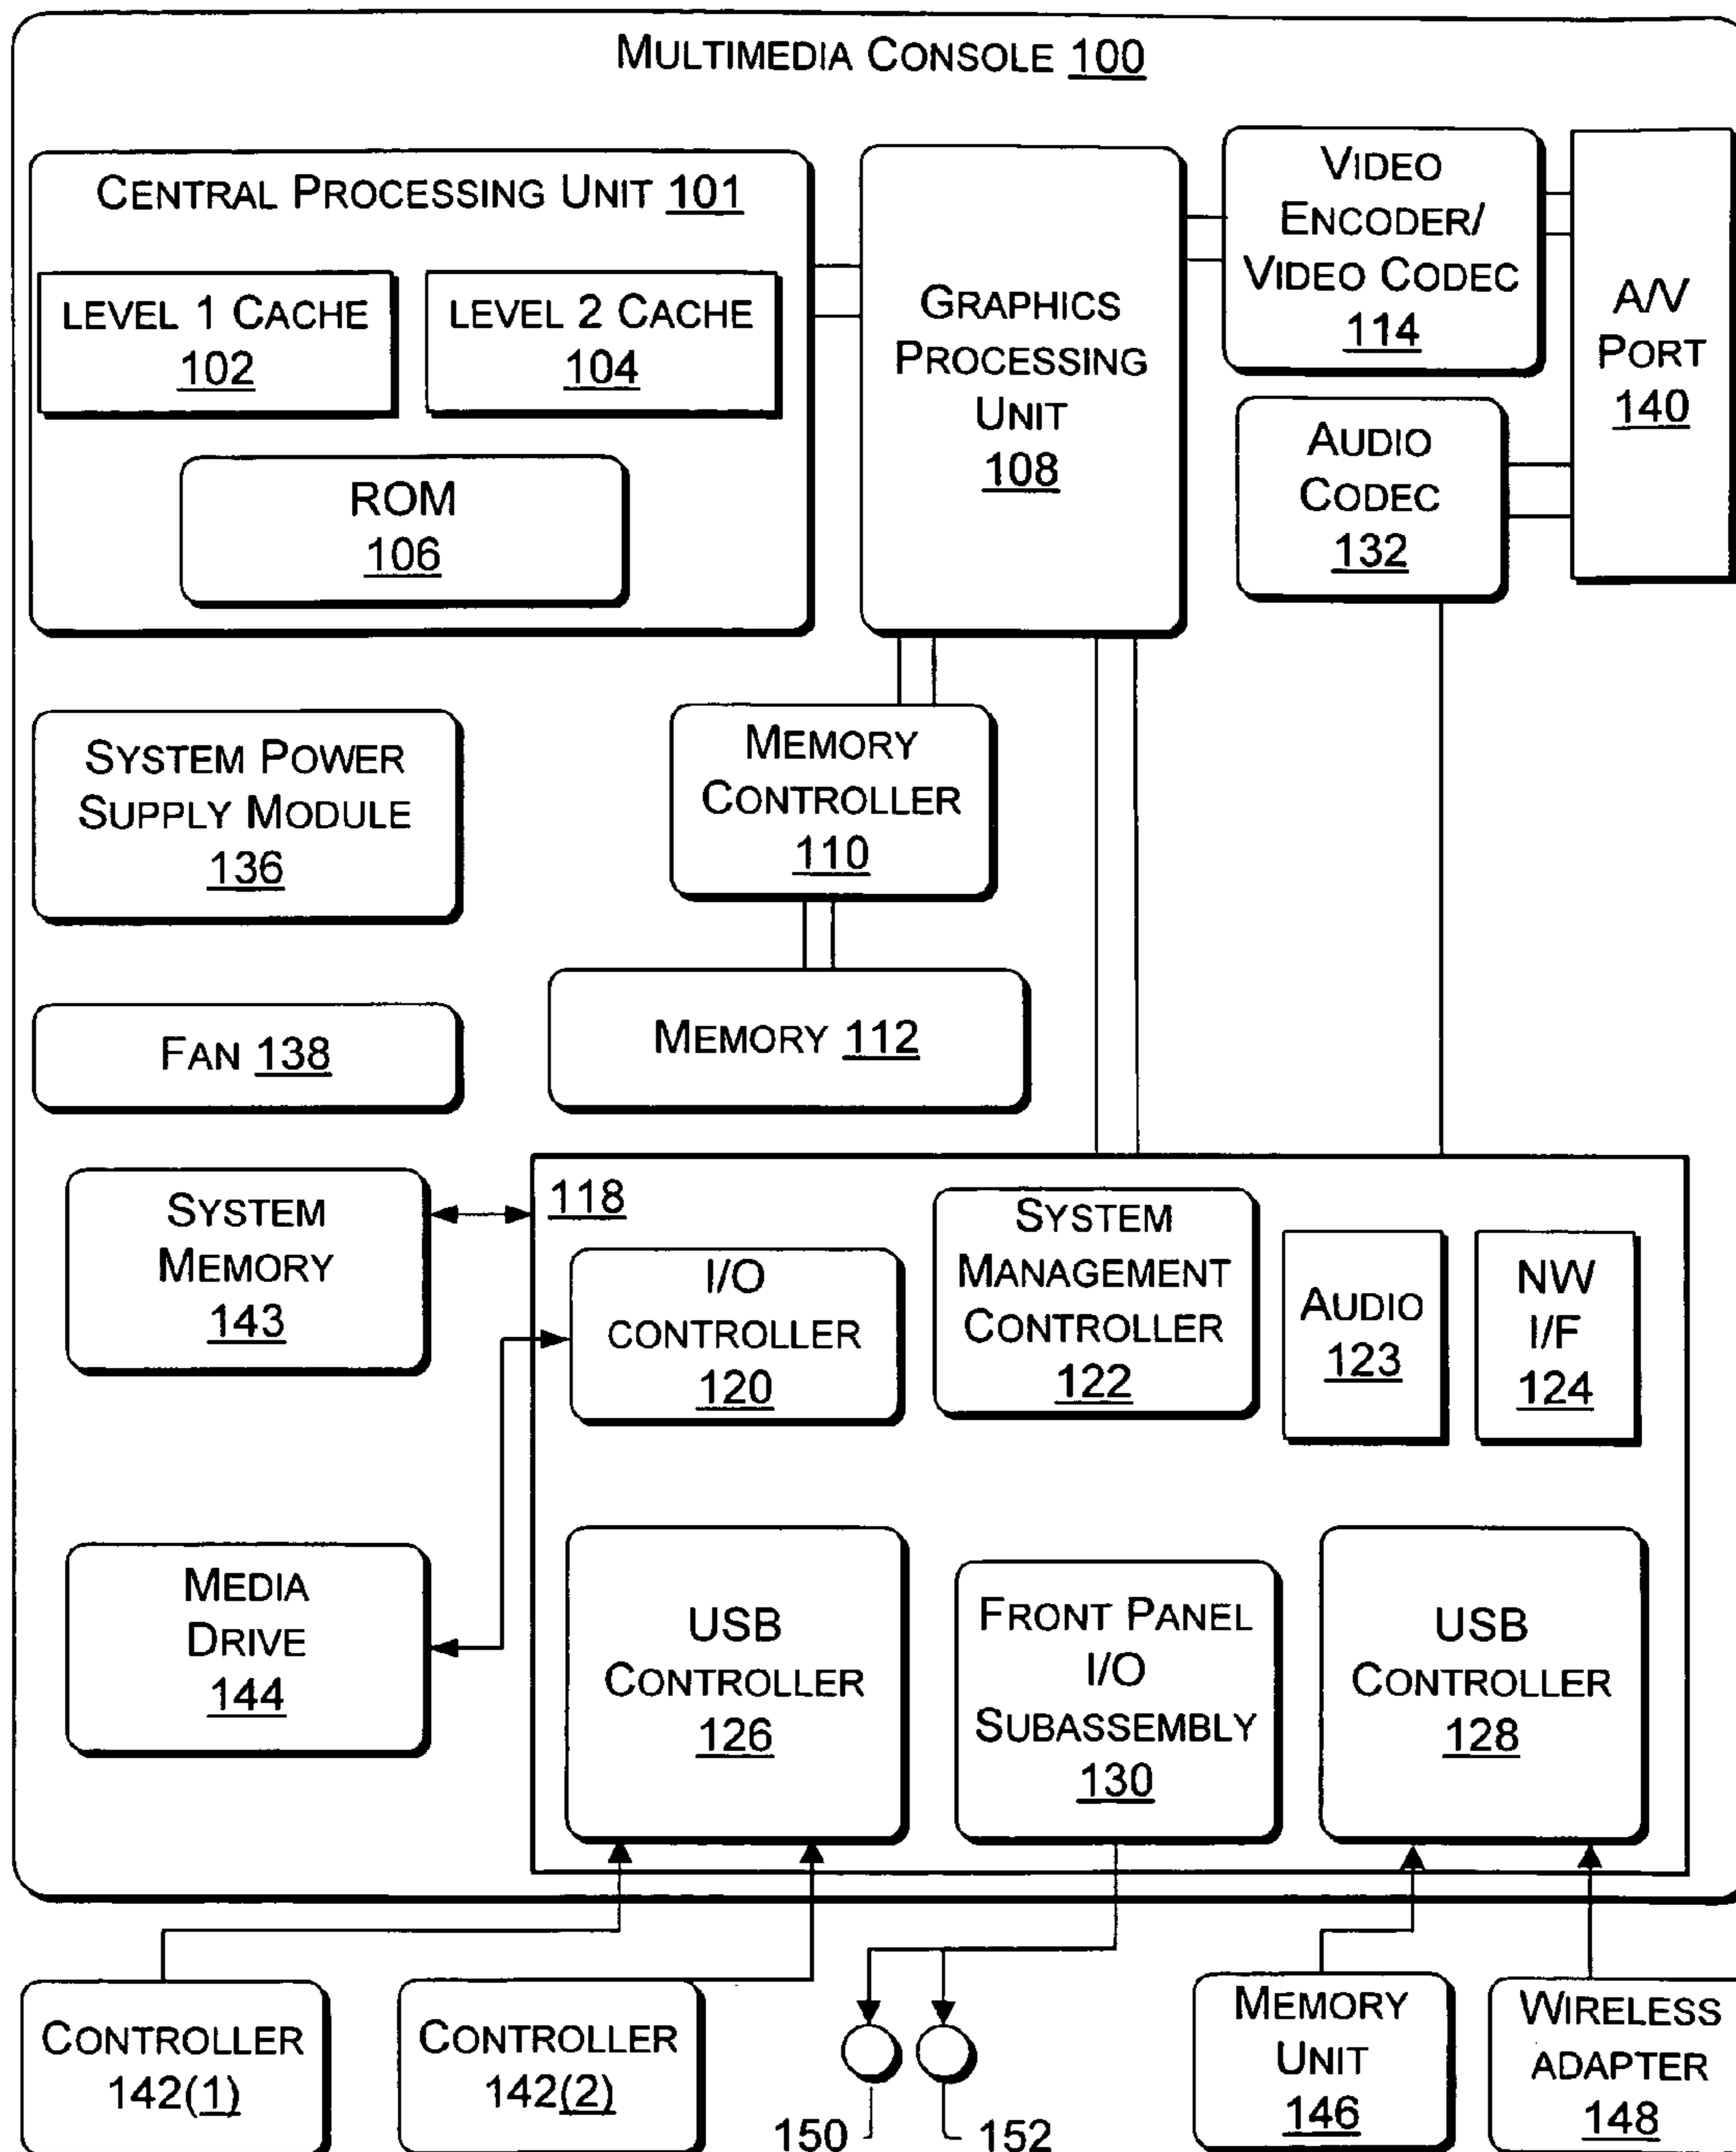 MULTIMEDIA CONSOLE 100
CENTRAL PROCESSING UNIT 101
LEVEL 1 CACHE
102
LEVEL 2 CACHE
104
ROM
106
GRAPHICS
PROCESSING
UNIT
108
VIDEO
ENCODER/
VIDEO CODEC
114
A/V
PORT
140
AUDIO
CODEC
132
SYSTEM POWER
SUPPLY MODULE
136
MEMORY
CONTROLLER
110
FAN 138
MEMORY 112
SYSTEM
MEMORY
143
118
I/O
CONTROLLER
120
SYSTEM
MANAGEMENT
CONTROLLER
122
AUDIO
123
NW
I/F
124
MEDIA
DRIVE
144
USB
CONTROLLER
126
FRONT PANEL
I/O
SUBASSEMBLY
130
USB
CONTROLLER
128
CONTROLLER
142(1)
CONTROLLER
142(2)
150
152
MEMORY
UNIT
146
WIRELESS
ADAPTER
148